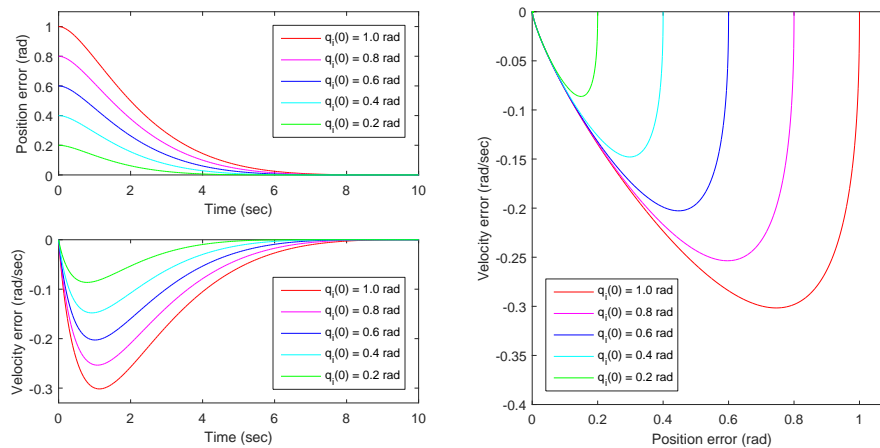 Position error (rad)
1
0.8
0.6
0.4
0.2
0
q_i(0) = 1.0 rad
q_i(0) = 0.8 rad
q_i(0) = 0.6 rad
q_i(0) = 0.4 rad
q_i(0) = 0.2 rad
0 2 4 6 8 10
Time (sec)
Velocity error (rad/sec)
0
-0.1
-0.2
-0.3
q_i(0) = 1.0 rad
q_i(0) = 0.8 rad
q_i(0) = 0.6 rad
q_i(0) = 0.4 rad
q_i(0) = 0.2 rad
0 2 4 6 8 10
Time (sec)
Velocity error (rad/sec)
-0.05
-0.1
-0.15
-0.2
-0.25
-0.3
-0.35
-0.4
q_i(0) = 1.0 rad
q_i(0) = 0.8 rad
q_i(0) = 0.6 rad
q_i(0) = 0.4 rad
q_i(0) = 0.2 rad
0 0.2 0.4 0.6 0.8 1
Position error (rad)